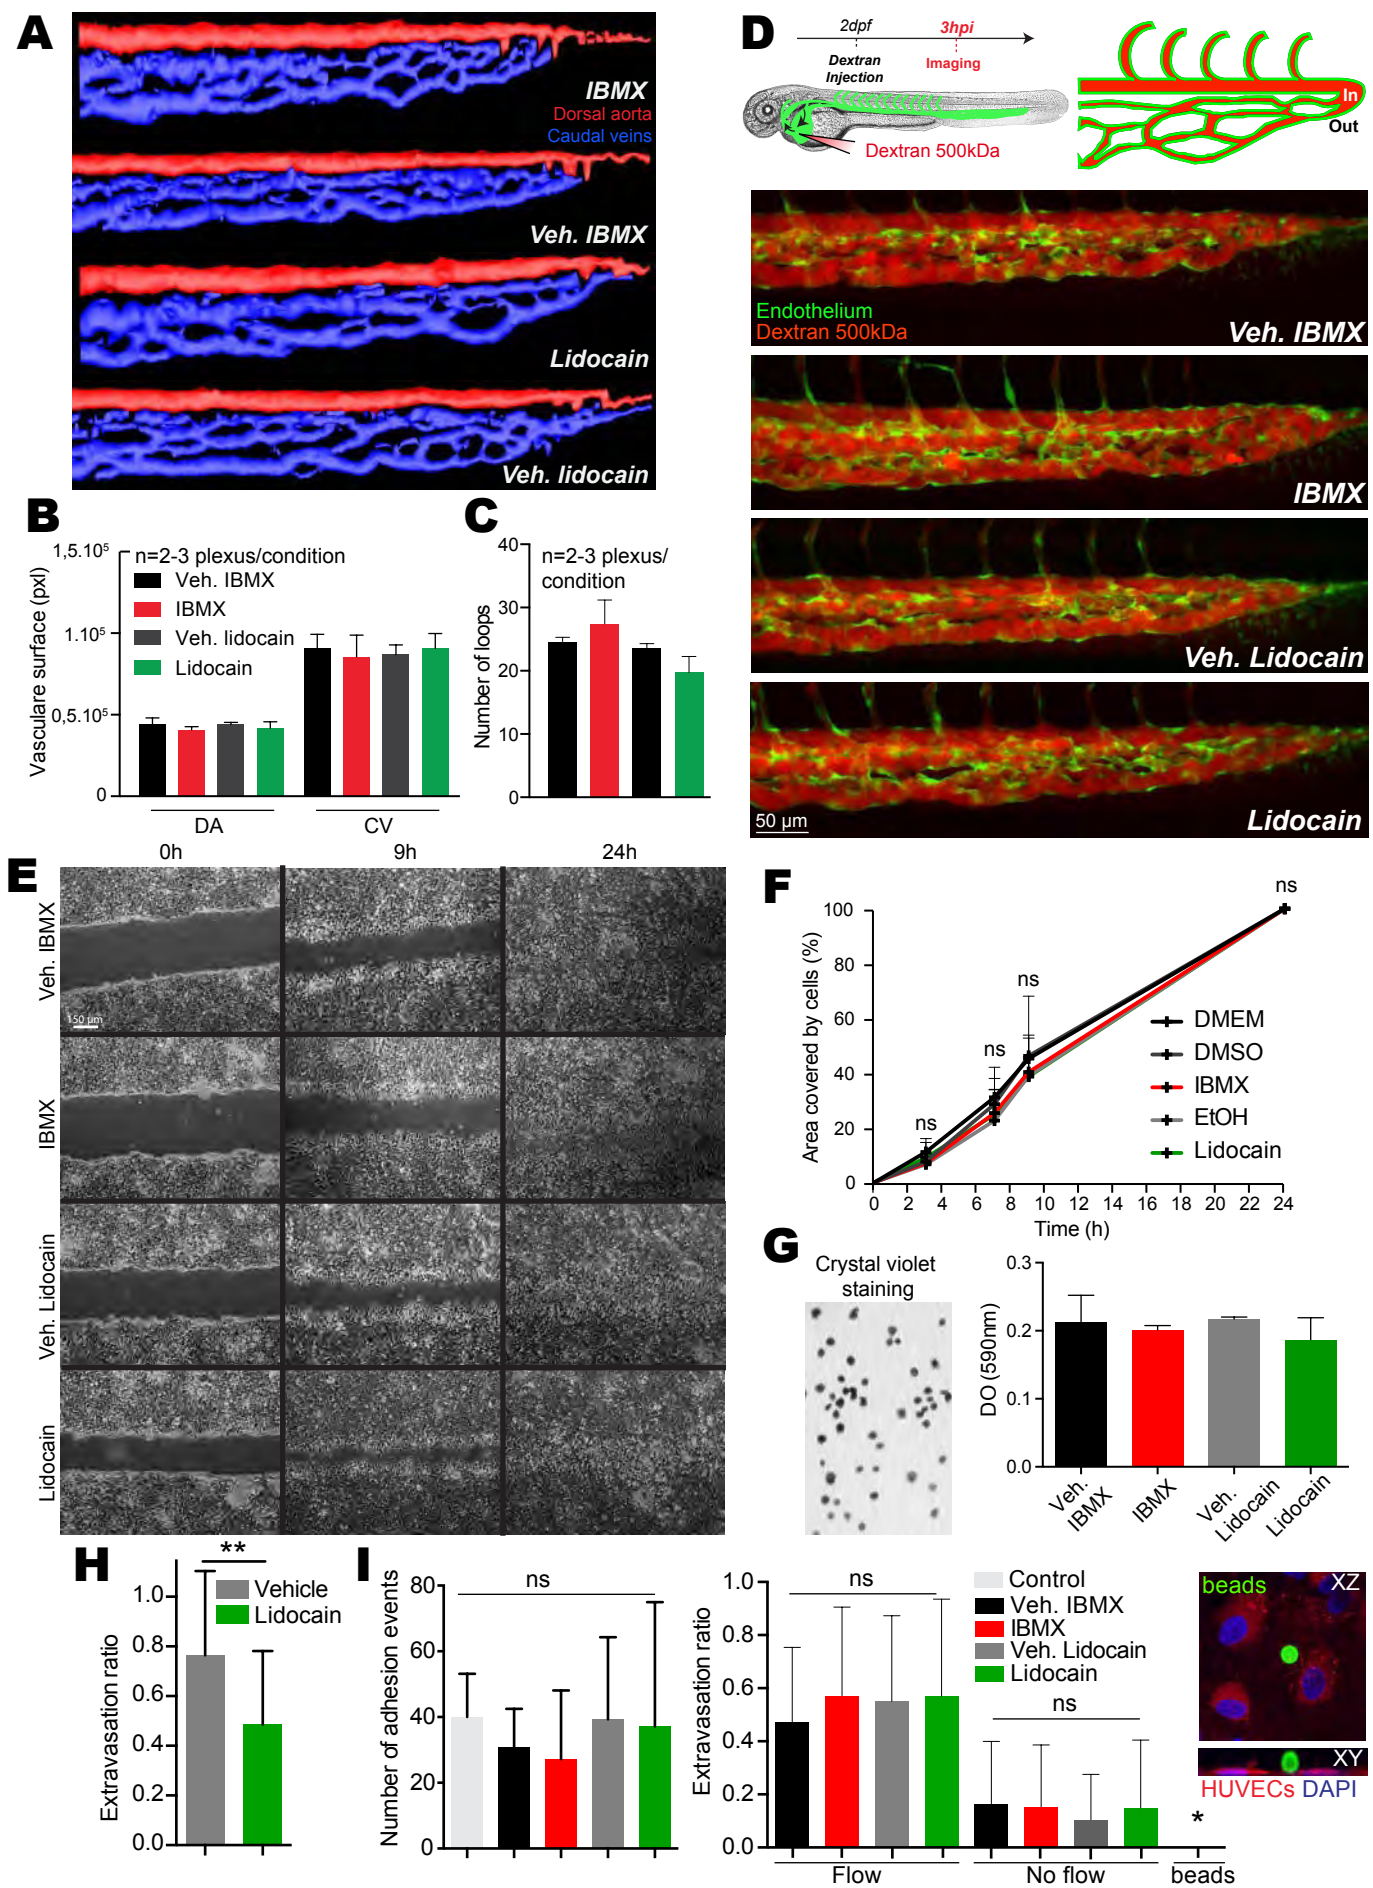 A
IBMX
Dorsal aorta
Caudal veins
Veh. IBMX
Lidocain
Veh. lidocain
B
1,5.10⁵
1.10⁵
0,5.10⁵
0
Vasculare surface (pxl)
n=2-3 plexus/condition
Veh. IBMX
IBMX
Veh. lidocain
Lidocain
DA
CV
C
40
30
20
10
0
Number of loops
n=2-3 plexus/
condition
D
2dpf
3hpi
Dextran
Injection
Imaging
Dextran 500kDa
In
Out
Endothelium
Dextran 500kDa
Veh. IBMX
IBMX
Veh. Lidocain
50 µm
Lidocain
E
0h
9h
24h
Veh. IBMX
150 µm
IBMX
Veh. Lidocain
Lidocain
F
100
80
60
40
20
0
Area covered by cells (%)
ns
ns
ns
ns
DMEM
DMSO
IBMX
EtOH
Lidocain
0 2 4 6 8 10 12 14 16 18 20 22 24
Time (h)
G
Crystal violet
staining
0.3
0.2
0.1
0.0
DO (590nm)
Veh.
IBMX
IBMX
Veh.
Lidocain
Lidocain
H
**
1.0
0.8
0.6
0.4
0.2
0.0
Extravasation ratio
Vehicle
Lidocain
I
80
60
40
20
0
Number of adhesion events
ns
1.0
0.8
0.6
0.4
0.2
0.0
Extravasation ratio
ns
Control
Veh. IBMX
IBMX
Veh. Lidocain
Lidocain
ns
*
Flow
No flow
beads
beads
XZ
XY
HUVECs DAPI